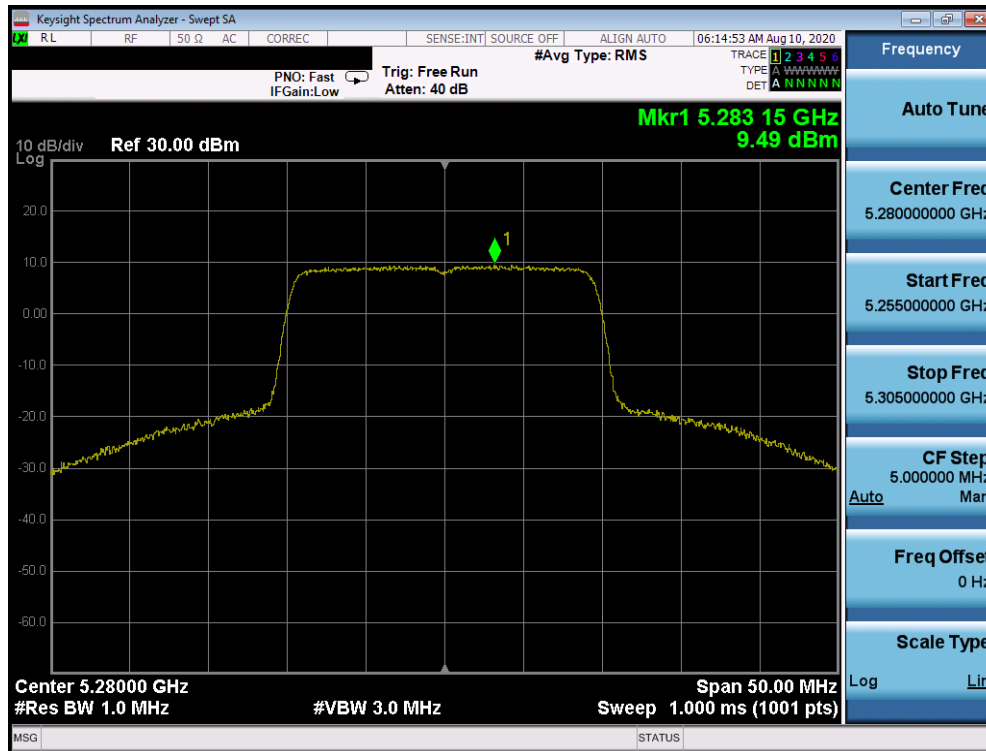 Keysight Spectrum Analyzer - Swept SA
LXI RL RF 50 Ω AC CORREC SENSE:INT SOURCE OFF ALIGN AUTO 06:14:53 AM Aug 10, 2020
#Avg Type: RMS
PNO: Fast Trig: Free Run
IFGain:Low Atten: 40 dB
TRACE 1 2 3 4 5 6
TYPE A WWWWWW
DET A N N N N N
Mkr1 5.283 15 GHz
9.49 dBm
10 dB/div Ref 30.00 dBm
Log
20.0
10.0
0.00
-10.0
-20.0
-30.0
-40.0
-50.0
-60.0
1
Center 5.28000 GHz Span 50.00 MHz
#Res BW 1.0 MHz #VBW 3.0 MHz Sweep 1.000 ms (1001 pts)
MSG STATUS
Frequency
Auto Tune
Center Freq
5.280000000 GHz
Start Freq
5.255000000 GHz
Stop Freq
5.305000000 GHz
CF Step
5.000000 MHz
Auto Man
Freq Offset
0 Hz
Scale Type
Log Lin